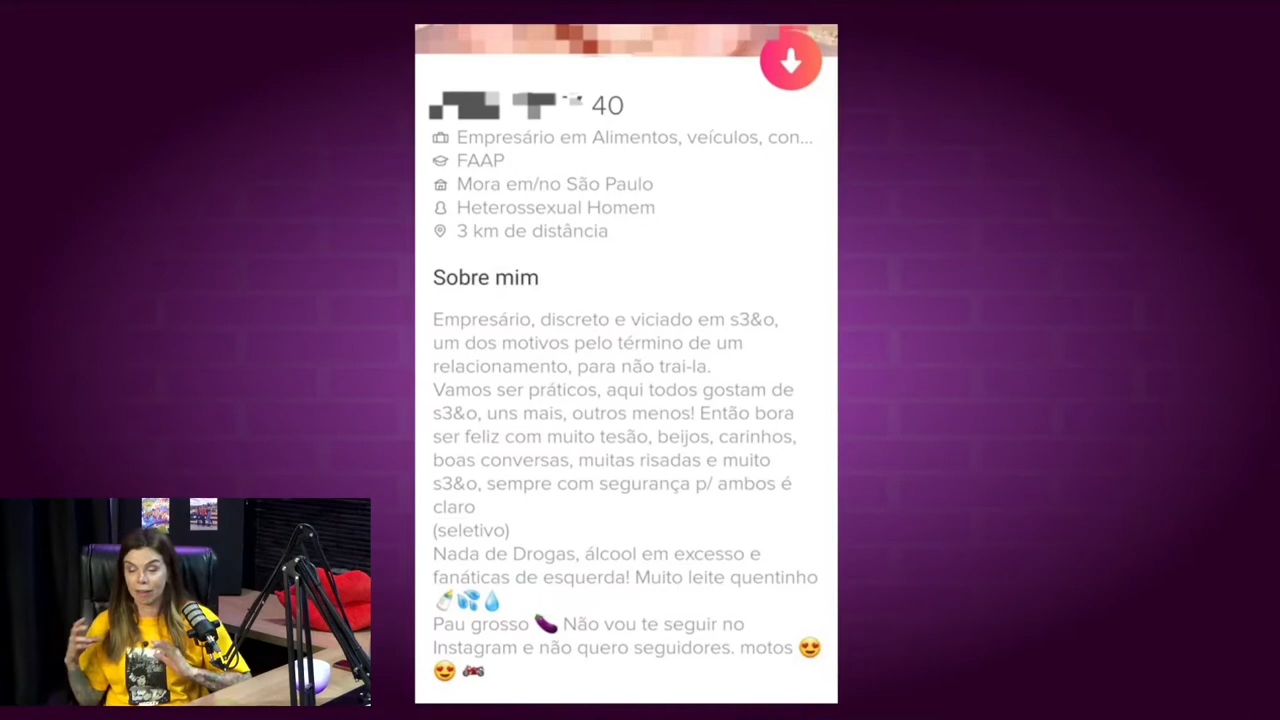 40
Empresário em Alimentos, veículos, con...
FAAP
Mora em/no São Paulo
Heterossexual Homem
3 km de distância
Sobre mim
Empresário, discreto e viciado em s3&o,
um dos motivos pelo término de um
relacionamento, para não trai-la.
Vamos ser práticos, aqui todos gostam de
s3&o, uns mais, outros menos! Então bora
ser feliz com muito tesão, beijos, carinhos,
boas conversas, muitas risadas e muito
s3&o, sempre com segurança p/ ambos é
claro
(seletivo)
Nada de Drogas, álcool em excesso e
fanáticas de esquerda! Muito leite quentinho
🍼💦💧
Pau grosso 🍆 Não vou te seguir no
Instagram e não quero seguidores. motos 😍
😍 🏍️